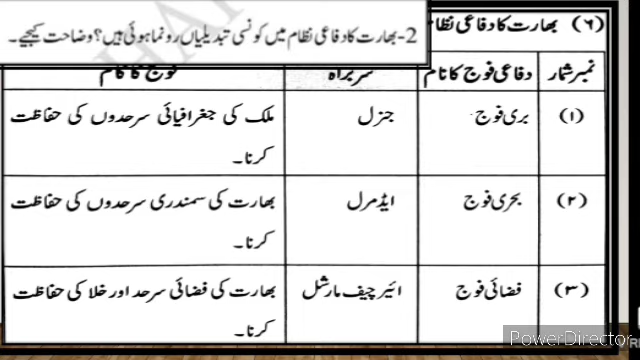 2- بھارت کا دفاعی نظام میں کونسی تبدیلیاں رونما ہوئی ہیں؟ وضاحت کیجیے۔
(۶) بھارت کا دفاعی نظا
نمبر شمار دفاعی فوج کا نام سربراہ فوج کا کام
(۱) بری فوج جنرل ملک کی جغرافیائی سرحدوں کی حفاظت
کرنا۔
(۲) بحری فوج ایڈمرل بھارت کی سمندری سرحدوں کی حفاظت
کرنا۔
(۳) فضائی فوج ائیر چیف مارشل بھارت کی فضائی سرحد اور خلا کی حفاظت
کرنا۔
PowerDirector